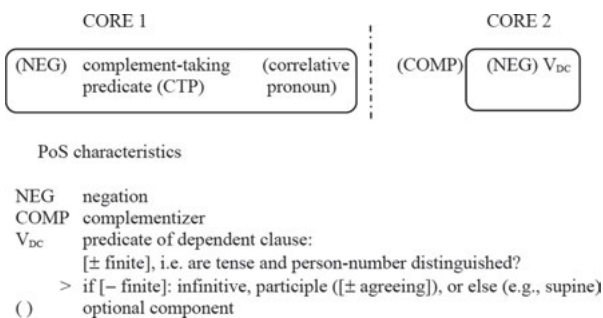 CORE 1 CORE 2
(NEG) complement-taking (correlative (COMP) (NEG) V_DC
predicate (CTP) pronoun)
PoS characteristics
NEG negation
COMP complementizer
V_DC predicate of dependent clause:
[± finite], i.e. are tense and person-number distinguished?
> if [– finite]: infinitive, participle ([± agreeing]), or else (e.g., supine)
( ) optional component